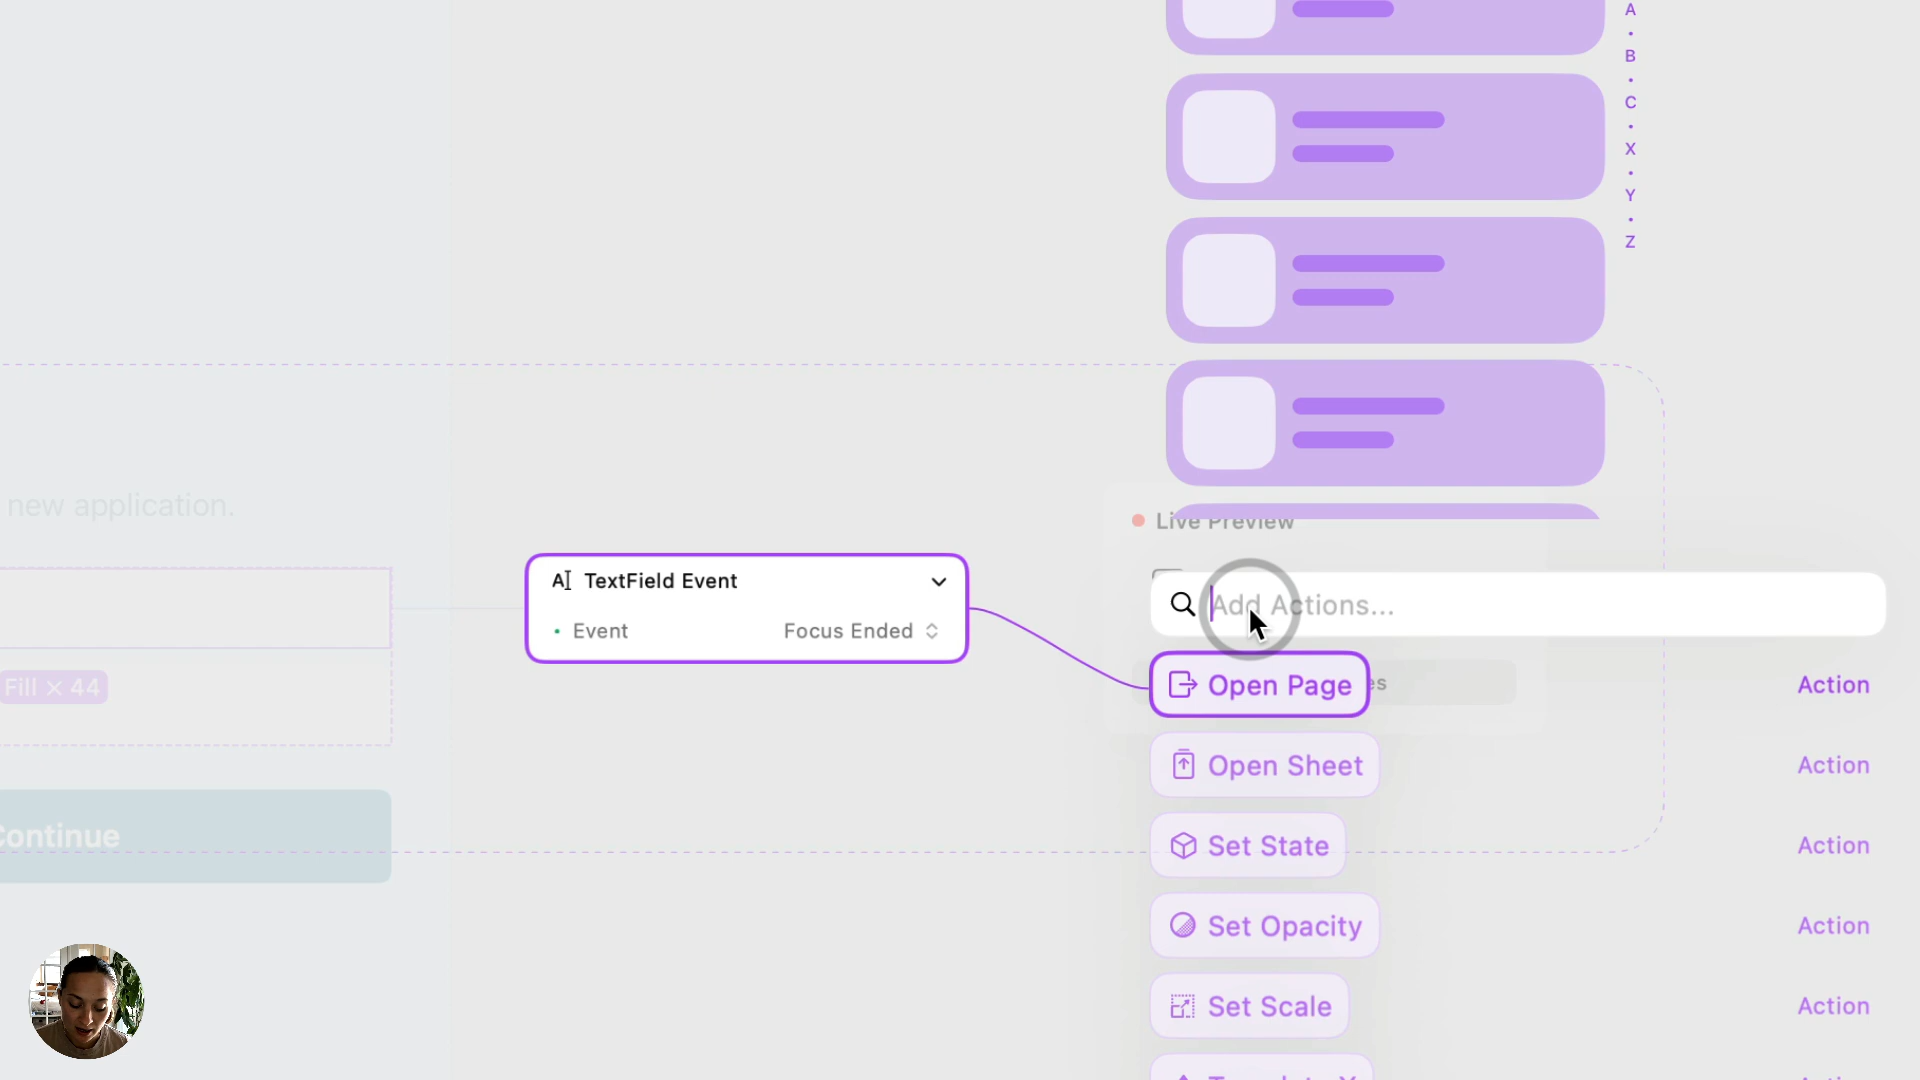 A
B
C
X
Y
Z
new application.
Live Preview
TextField Event
Event
Focus Ended
Add Actions...
Fill × 44
Open Page
es
Action
Open Sheet
Action
Continue
Set State
Action
Set Opacity
Action
Set Scale
Action